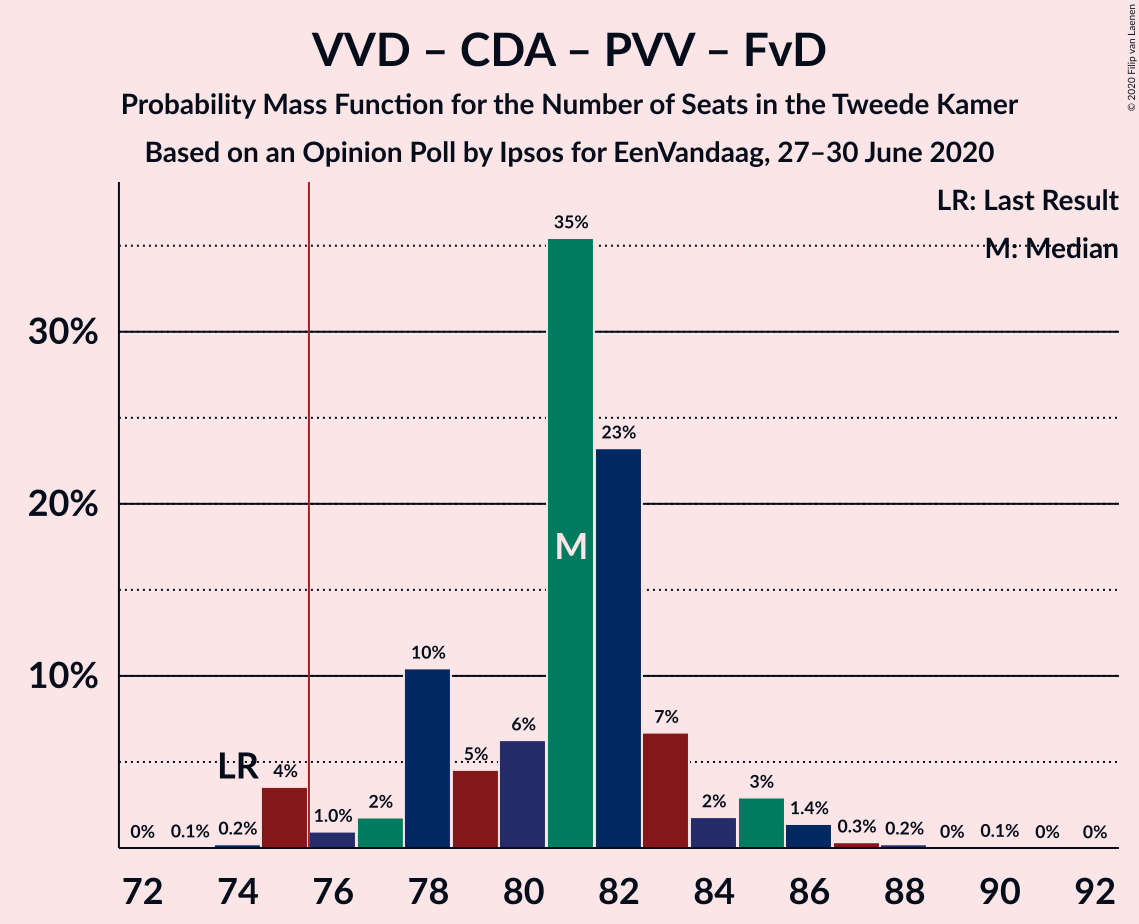 VVD – CDA – PVV – FvD
Probability Mass Function for the Number of Seats in the Tweede Kamer
Based on an Opinion Poll by Ipsos for EenVandaag, 27–30 June 2020
© 2020 Filip van Laenen
LR: Last Result
M: Median
30%
20%
10%
0%
0.1%
0.2%
4%
1.0%
2%
10%
5%
6%
35%
23%
7%
2%
3%
1.4%
0.3%
0.2%
0%
0.1%
0%
0%
LR
M
72 74 76 78 80 82 84 86 88 90 92